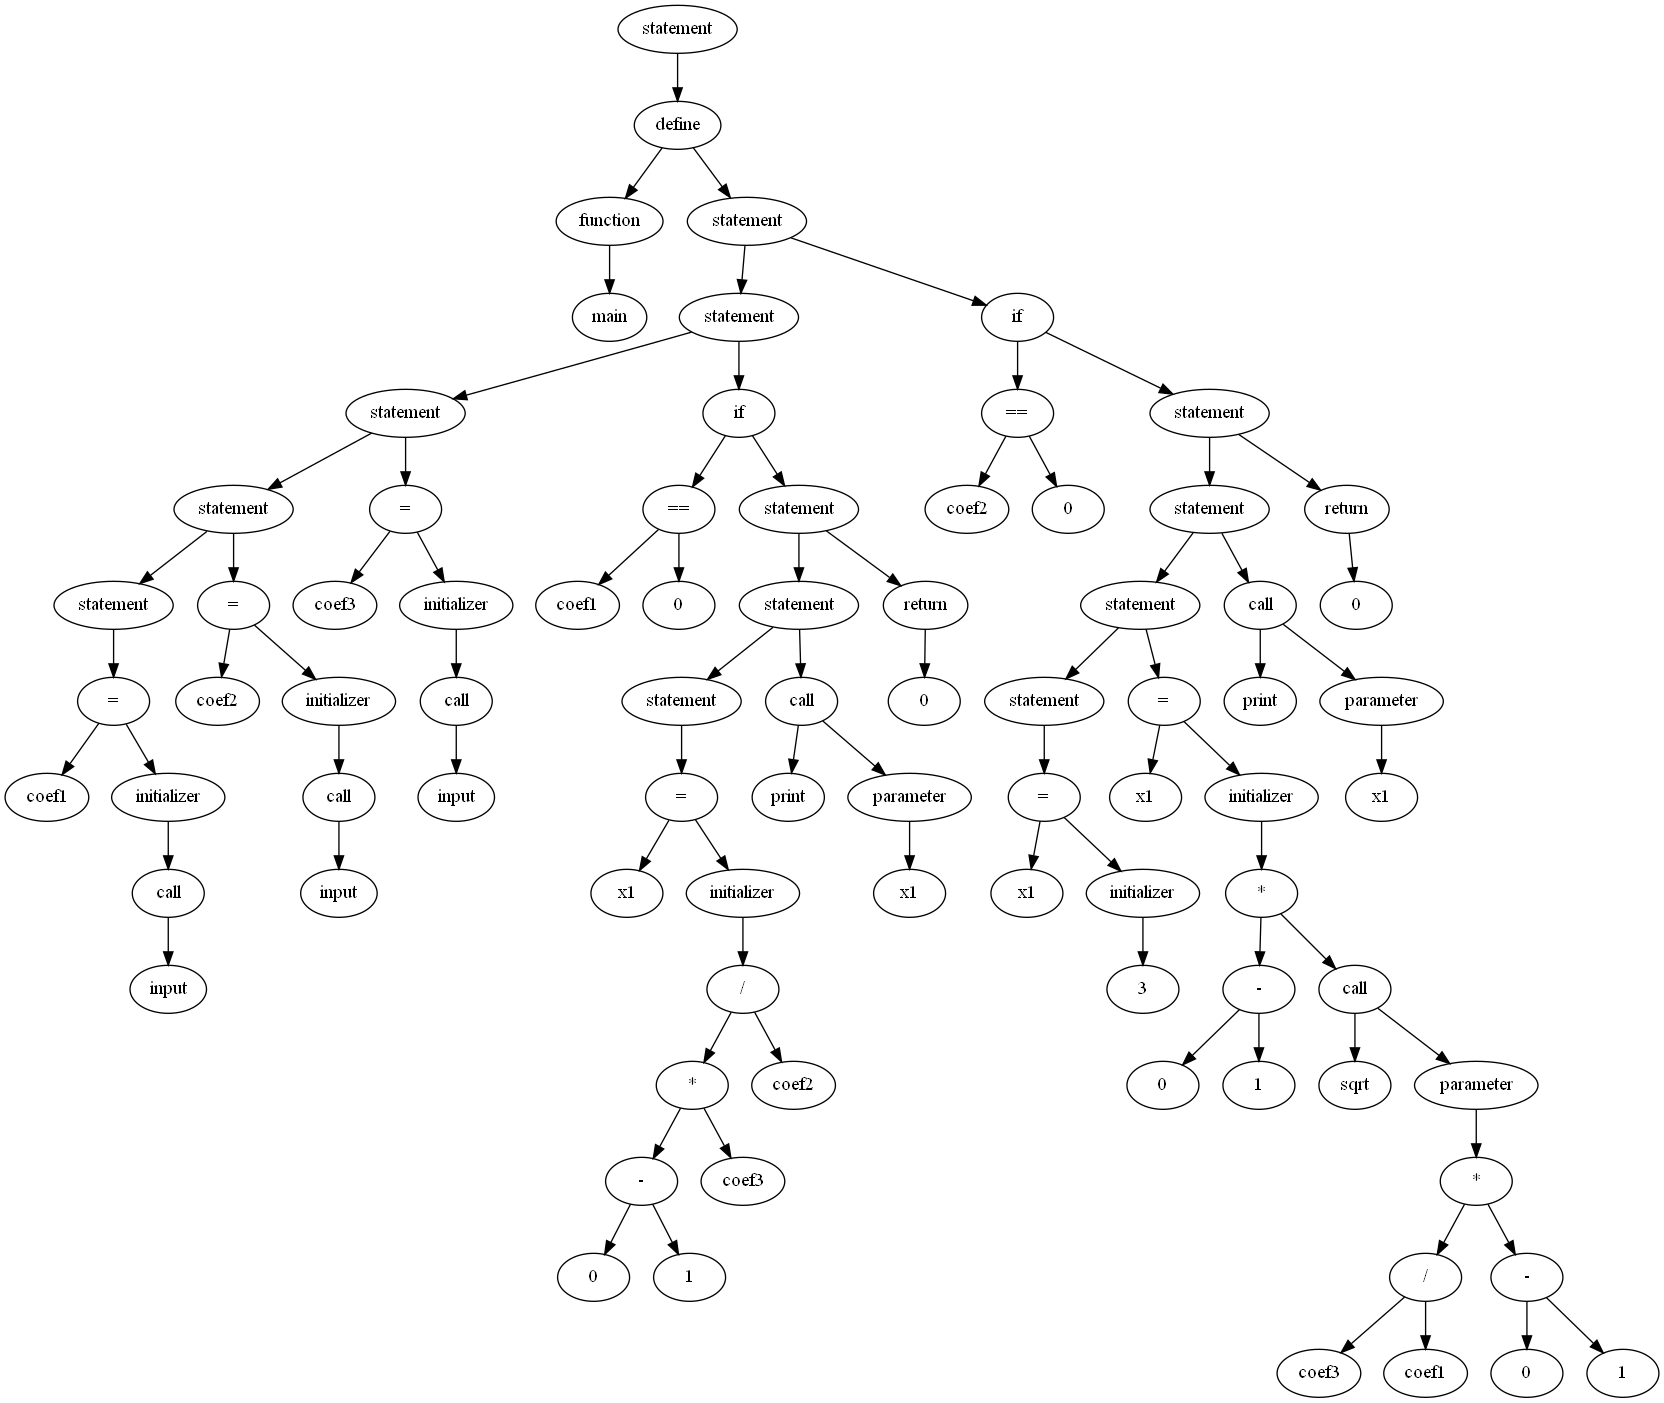 statement
define
function statement
main statement if
statement if == statement
statement = == statement coef2 0 statement return
statement = coef3 initializer coef1 0 statement return statement call 0
= coef2 initializer call statement call 0 statement = print parameter
coef1 initializer call input = print parameter = x1 initializer x1
call input x1 initializer x1 x1 initializer *
input / 3 - call
* coef2 0 1 sqrt parameter
- coef3 *
0 1 / -
coef3 coef1 0 1